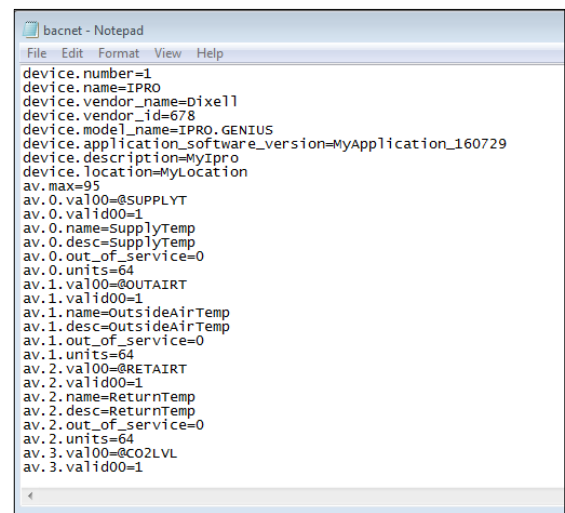 bacnet - Notepad
File Edit Format View Help
device.number=1
device.name=IPRO
device.vendor_name=Dixell
device.vendor_id=678
device.model_name=IPRO.GENIUS
device.application_software_version=MyApplication_160729
device.description=MyIpro
device.location=MyLocation
av.max=95
av.0.val00=@SUPPLYT
av.0.valid00=1
av.0.name=SupplyTemp
av.0.desc=SupplyTemp
av.0.out_of_service=0
av.0.units=64
av.1.val00=@OUTAIRT
av.1.valid00=1
av.1.name=OutsideAirTemp
av.1.desc=OutsideAirTemp
av.1.out_of_service=0
av.1.units=64
av.2.val00=@RETAIRT
av.2.valid00=1
av.2.name=ReturnTemp
av.2.desc=ReturnTemp
av.2.out_of_service=0
av.2.units=64
av.3.val00=@CO2LVL
av.3.valid00=1